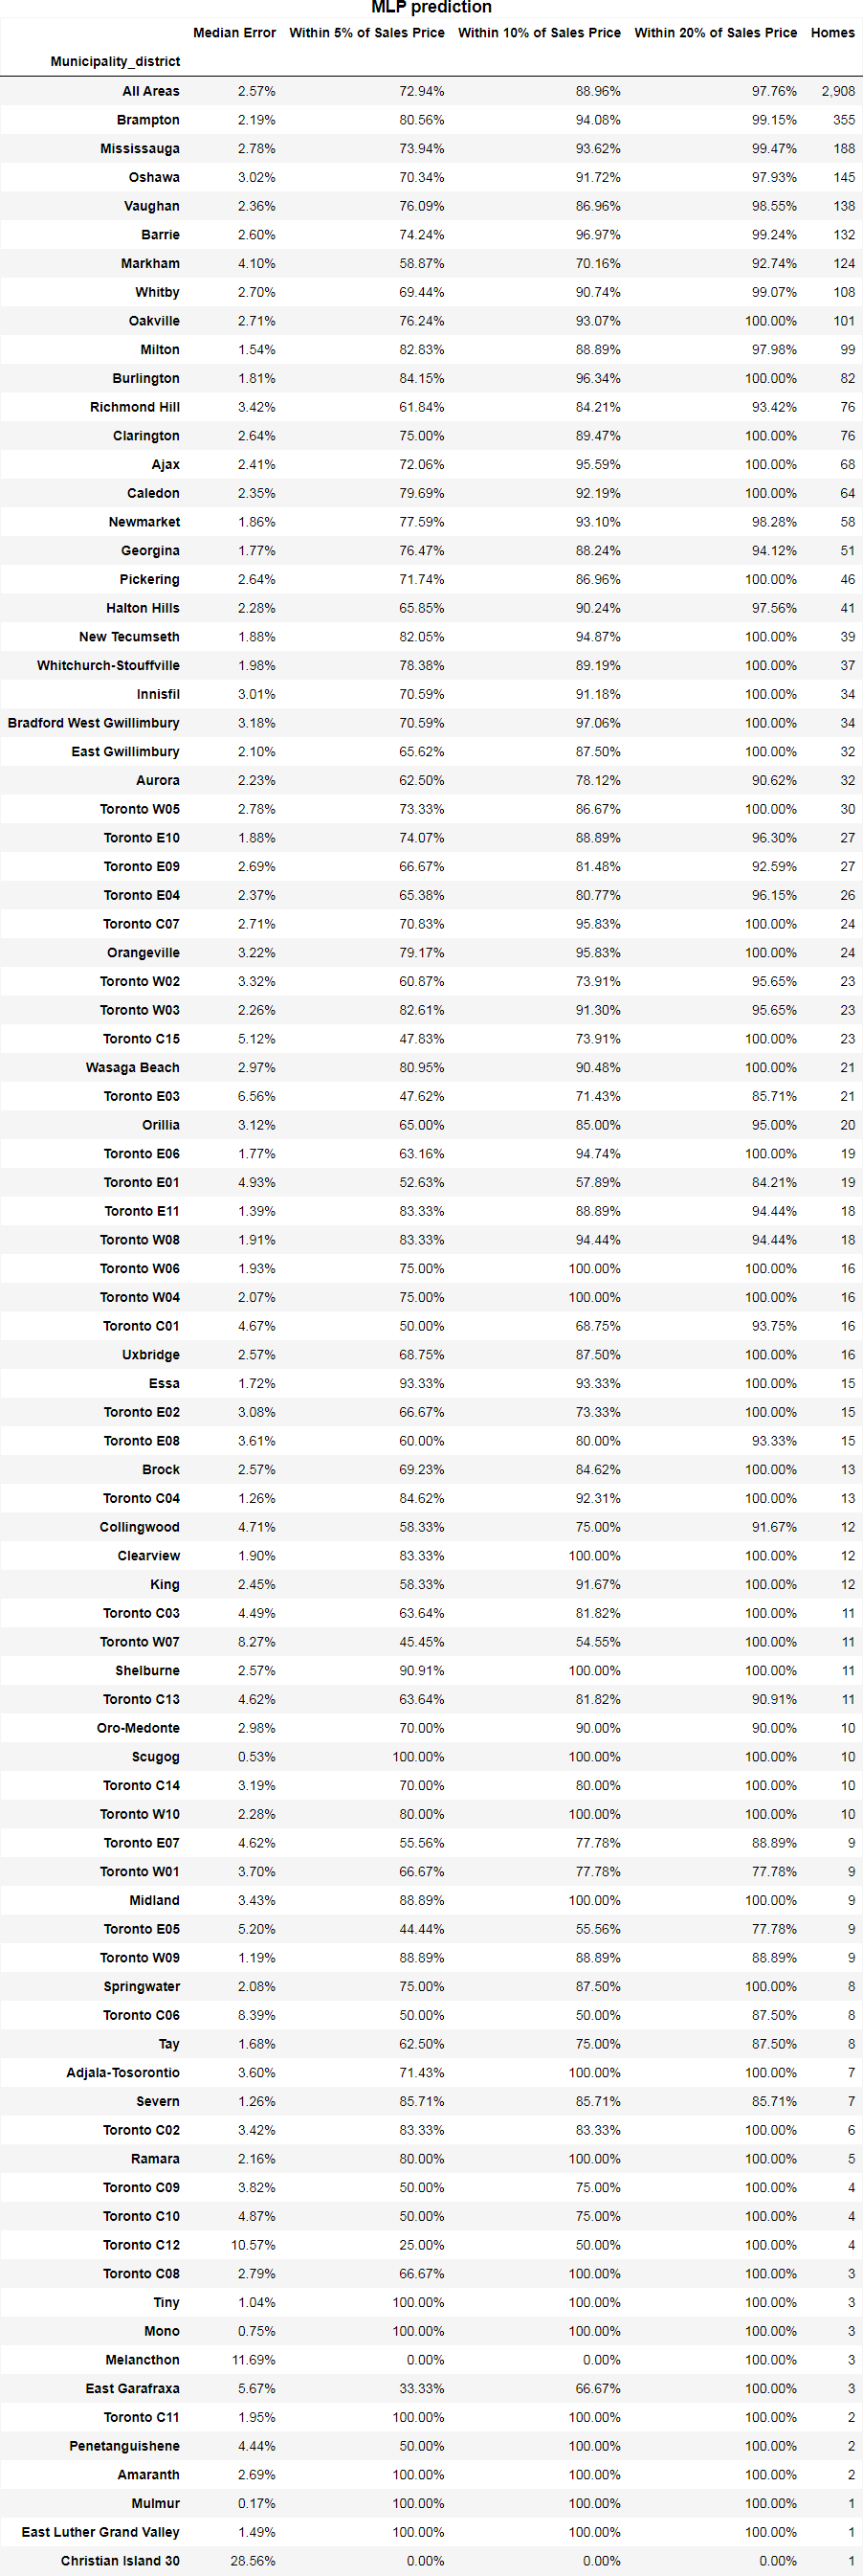 MLP prediction
Median Error Within 5% of Sales Price Within 10% of Sales Price Within 20% of Sales Price Homes
Municipality_district
All Areas 2.57% 72.94% 88.96% 97.76% 2,908
Brampton 2.19% 80.56% 94.08% 99.15% 355
Mississauga 2.78% 73.94% 93.62% 99.47% 188
Oshawa 3.02% 70.34% 91.72% 97.93% 145
Vaughan 2.36% 76.09% 86.96% 98.55% 138
Barrie 2.60% 74.24% 96.97% 99.24% 132
Markham 4.10% 58.87% 70.16% 92.74% 124
Whitby 2.70% 69.44% 90.74% 99.07% 108
Oakville 2.71% 76.24% 93.07% 100.00% 101
Milton 1.54% 82.83% 88.89% 97.98% 99
Burlington 1.81% 84.15% 96.34% 100.00% 82
Richmond Hill 3.42% 61.84% 84.21% 93.42% 76
Clarington 2.64% 75.00% 89.47% 100.00% 76
Ajax 2.41% 72.06% 95.59% 100.00% 68
Caledon 2.35% 79.69% 92.19% 100.00% 64
Newmarket 1.86% 77.59% 93.10% 98.28% 58
Georgina 1.77% 76.47% 88.24% 94.12% 51
Pickering 2.64% 71.74% 86.96% 100.00% 46
Halton Hills 2.28% 65.85% 90.24% 97.56% 41
New Tecumseth 1.88% 82.05% 94.87% 100.00% 39
Whitchurch-Stouffville 1.98% 78.38% 89.19% 100.00% 37
Innisfil 3.01% 70.59% 91.18% 100.00% 34
Bradford West Gwillimbury 3.18% 70.59% 97.06% 100.00% 34
East Gwillimbury 2.10% 65.62% 87.50% 100.00% 32
Aurora 2.23% 62.50% 78.12% 90.62% 32
Toronto W05 2.78% 73.33% 86.67% 100.00% 30
Toronto E10 1.88% 74.07% 88.89% 96.30% 27
Toronto E09 2.69% 66.67% 81.48% 92.59% 27
Toronto E04 2.37% 65.38% 80.77% 96.15% 26
Toronto C07 2.71% 70.83% 95.83% 100.00% 24
Orangeville 3.22% 79.17% 95.83% 100.00% 24
Toronto W02 3.32% 60.87% 73.91% 95.65% 23
Toronto W03 2.26% 82.61% 91.30% 95.65% 23
Toronto C15 5.12% 47.83% 73.91% 100.00% 23
Wasaga Beach 2.97% 80.95% 90.48% 100.00% 21
Toronto E03 6.56% 47.62% 71.43% 85.71% 21
Orillia 3.12% 65.00% 85.00% 95.00% 20
Toronto E06 1.77% 63.16% 94.74% 100.00% 19
Toronto E01 4.93% 52.63% 57.89% 84.21% 19
Toronto E11 1.39% 83.33% 88.89% 94.44% 18
Toronto W08 1.91% 83.33% 94.44% 94.44% 18
Toronto W06 1.93% 75.00% 100.00% 100.00% 16
Toronto W04 2.07% 75.00% 100.00% 100.00% 16
Toronto C01 4.67% 50.00% 68.75% 93.75% 16
Uxbridge 2.57% 68.75% 87.50% 100.00% 16
Essa 1.72% 93.33% 93.33% 100.00% 15
Toronto E02 3.08% 66.67% 73.33% 100.00% 15
Toronto E08 3.61% 60.00% 80.00% 93.33% 15
Brock 2.57% 69.23% 84.62% 100.00% 13
Toronto C04 1.26% 84.62% 92.31% 100.00% 13
Collingwood 4.71% 58.33% 75.00% 91.67% 12
Clearview 1.90% 83.33% 100.00% 100.00% 12
King 2.45% 58.33% 91.67% 100.00% 12
Toronto C03 4.49% 63.64% 81.82% 100.00% 11
Toronto W07 8.27% 45.45% 54.55% 100.00% 11
Shelburne 2.57% 90.91% 100.00% 100.00% 11
Toronto C13 4.62% 63.64% 81.82% 90.91% 11
Oro-Medonte 2.98% 70.00% 90.00% 90.00% 10
Scugog 0.53% 100.00% 100.00% 100.00% 10
Toronto C14 3.19% 70.00% 80.00% 100.00% 10
Toronto W10 2.28% 80.00% 100.00% 100.00% 10
Toronto E07 4.62% 55.56% 77.78% 88.89% 9
Toronto W01 3.70% 66.67% 77.78% 77.78% 9
Midland 3.43% 88.89% 100.00% 100.00% 9
Toronto E05 5.20% 44.44% 55.56% 77.78% 9
Toronto W09 1.19% 88.89% 88.89% 88.89% 9
Springwater 2.08% 75.00% 87.50% 100.00% 8
Toronto C06 8.39% 50.00% 50.00% 87.50% 8
Tay 1.68% 62.50% 75.00% 87.50% 8
Adjala-Tosorontio 3.60% 71.43% 100.00% 100.00% 7
Severn 1.26% 85.71% 85.71% 85.71% 7
Toronto C02 3.42% 83.33% 83.33% 100.00% 6
Ramara 2.16% 80.00% 100.00% 100.00% 5
Toronto C09 3.82% 50.00% 75.00% 100.00% 4
Toronto C10 4.87% 50.00% 75.00% 100.00% 4
Toronto C12 10.57% 25.00% 50.00% 100.00% 4
Toronto C08 2.79% 66.67% 100.00% 100.00% 3
Tiny 1.04% 100.00% 100.00% 100.00% 3
Mono 0.75% 100.00% 100.00% 100.00% 3
Melancthon 11.69% 0.00% 0.00% 100.00% 3
East Garafraxa 5.67% 33.33% 66.67% 100.00% 3
Toronto C11 1.95% 100.00% 100.00% 100.00% 2
Penetanguishene 4.44% 50.00% 100.00% 100.00% 2
Amaranth 2.69% 100.00% 100.00% 100.00% 2
Mulmur 0.17% 100.00% 100.00% 100.00% 1
East Luther Grand Valley 1.49% 100.00% 100.00% 100.00% 1
Christian Island 30 28.56% 0.00% 0.00% 0.00% 1